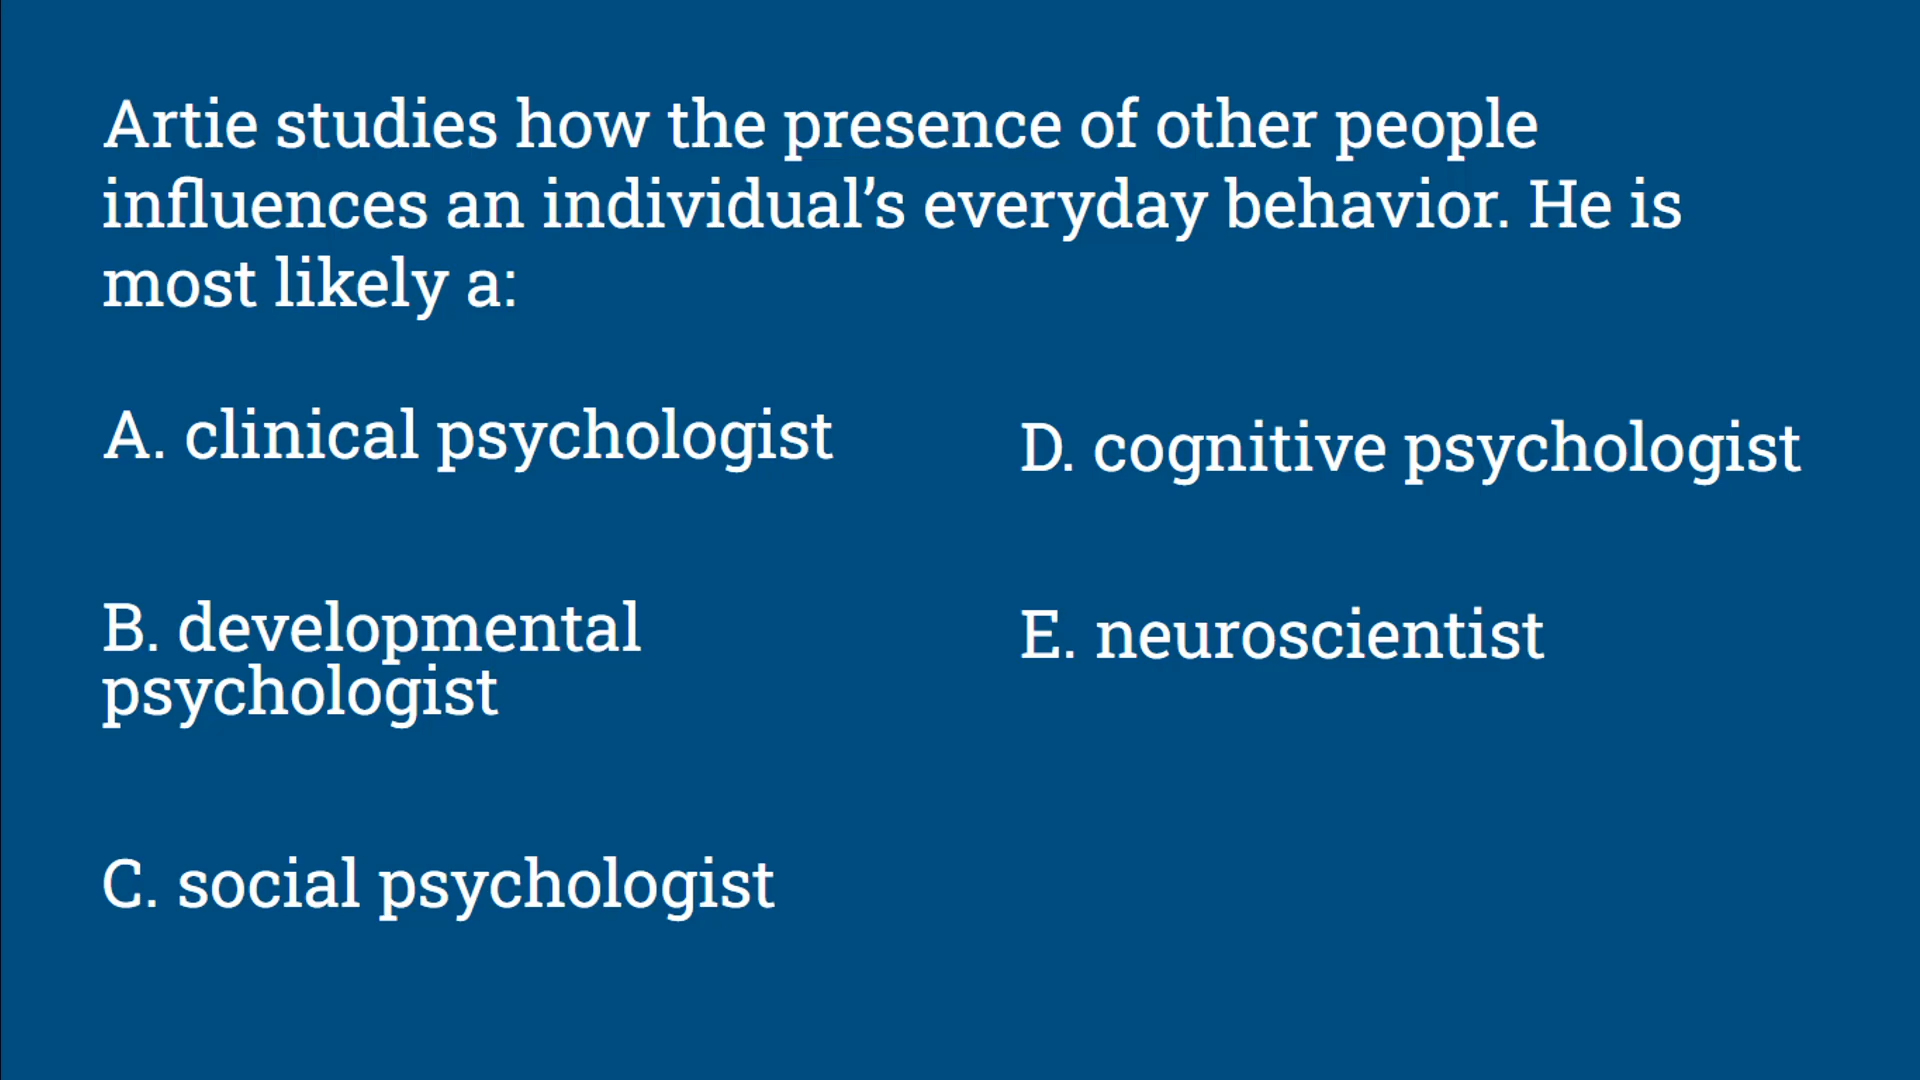 Artie studies how the presence of other people
influences an individual’s everyday behavior. He is
most likely a:
A. clinical psychologist
B. developmental
psychologist
C. social psychologist
D. cognitive psychologist
E. neuroscientist